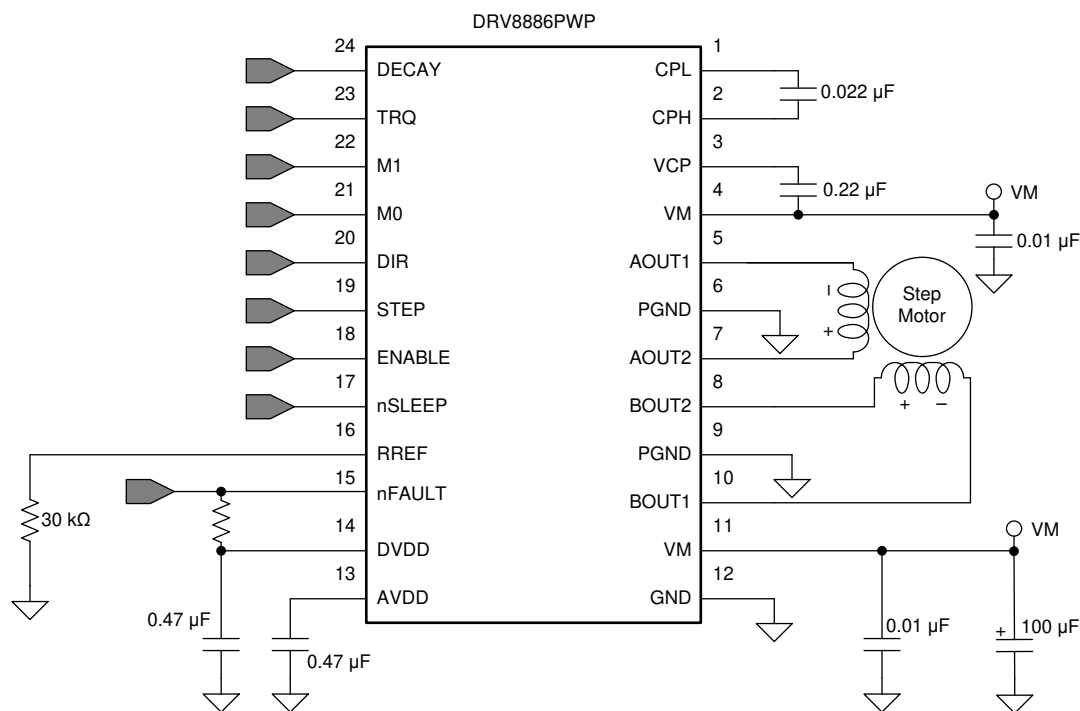 DRV8886PWP
24
DECAY
23
TRQ
22
M1
21
M0
20
DIR
19
STEP
18
ENABLE
17
nSLEEP
16
RREF
15
nFAULT
14
DVDD
13
AVDD
1
CPL
2
CPH
3
VCP
4
VM
5
AOUT1
6
PGND
7
AOUT2
8
BOUT2
9
PGND
10
BOUT1
11
VM
12
GND
0.022 µF
0.22 µF
VM
0.01 µF
Step
Motor
–
+
+ –
VM
0.01 µF
+
100 µF
30 kΩ
0.47 µF
0.47 µF